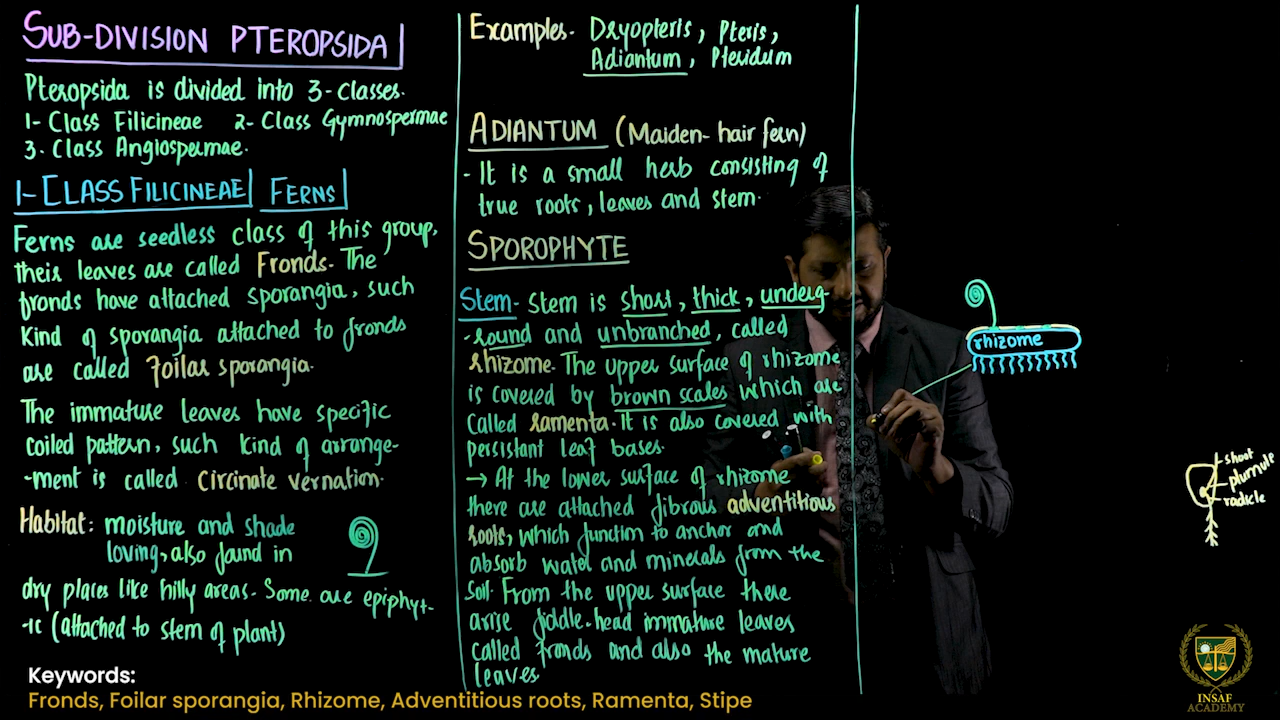 SUB-DIVISION PTEROPSIDA
Pteropsida is divided into 3-classes.
1- Class Filicineae 2- Class Gymnospermae
3. Class Angiospermae.
1- CLASS FILICINEAE FERNS
Ferns are seedless class of this group,
their leaves are called Fronds. The
fronds have attached sporangia, such
Kind of sporangia attached to fronds
are called Foilar sporangia.
The immature leaves have specific
coiled pattern, such kind of arrange-
-ment is called circinate vernation.
Habitat: moisture and shade
loving, also found in
dry places like hilly areas. Some are epiphyt-
-ic (attached to stem of plant)
Examples- Dryopteris, Pteris,
Adiantum, Pteridum
ADIANTUM (Maiden-hair fern)
- It is a small herb consisting of
true roots, leaves and stem.
SPOROPHYTE
Stem- Stem is short, thick, underg-
-round and unbranched, called
rhizome. The upper surface of rhizome
is covered by brown scales which are
called ramenta. It is also covered with
persistant leaf bases.
→ At the lower surface of rhizome
there are attached fibrous adventitious
roots, which function to anchor and
absorb water and minerals from the
soil. From the upper surface there
arise fiddle-head immature leaves
called fronds and also the mature
leaves.
rhizome
shoot
plumule
radicle
Keywords:
Fronds, Foilar sporangia, Rhizome, Adventitious roots, Ramenta, Stipe
INSAF
ACADEMY